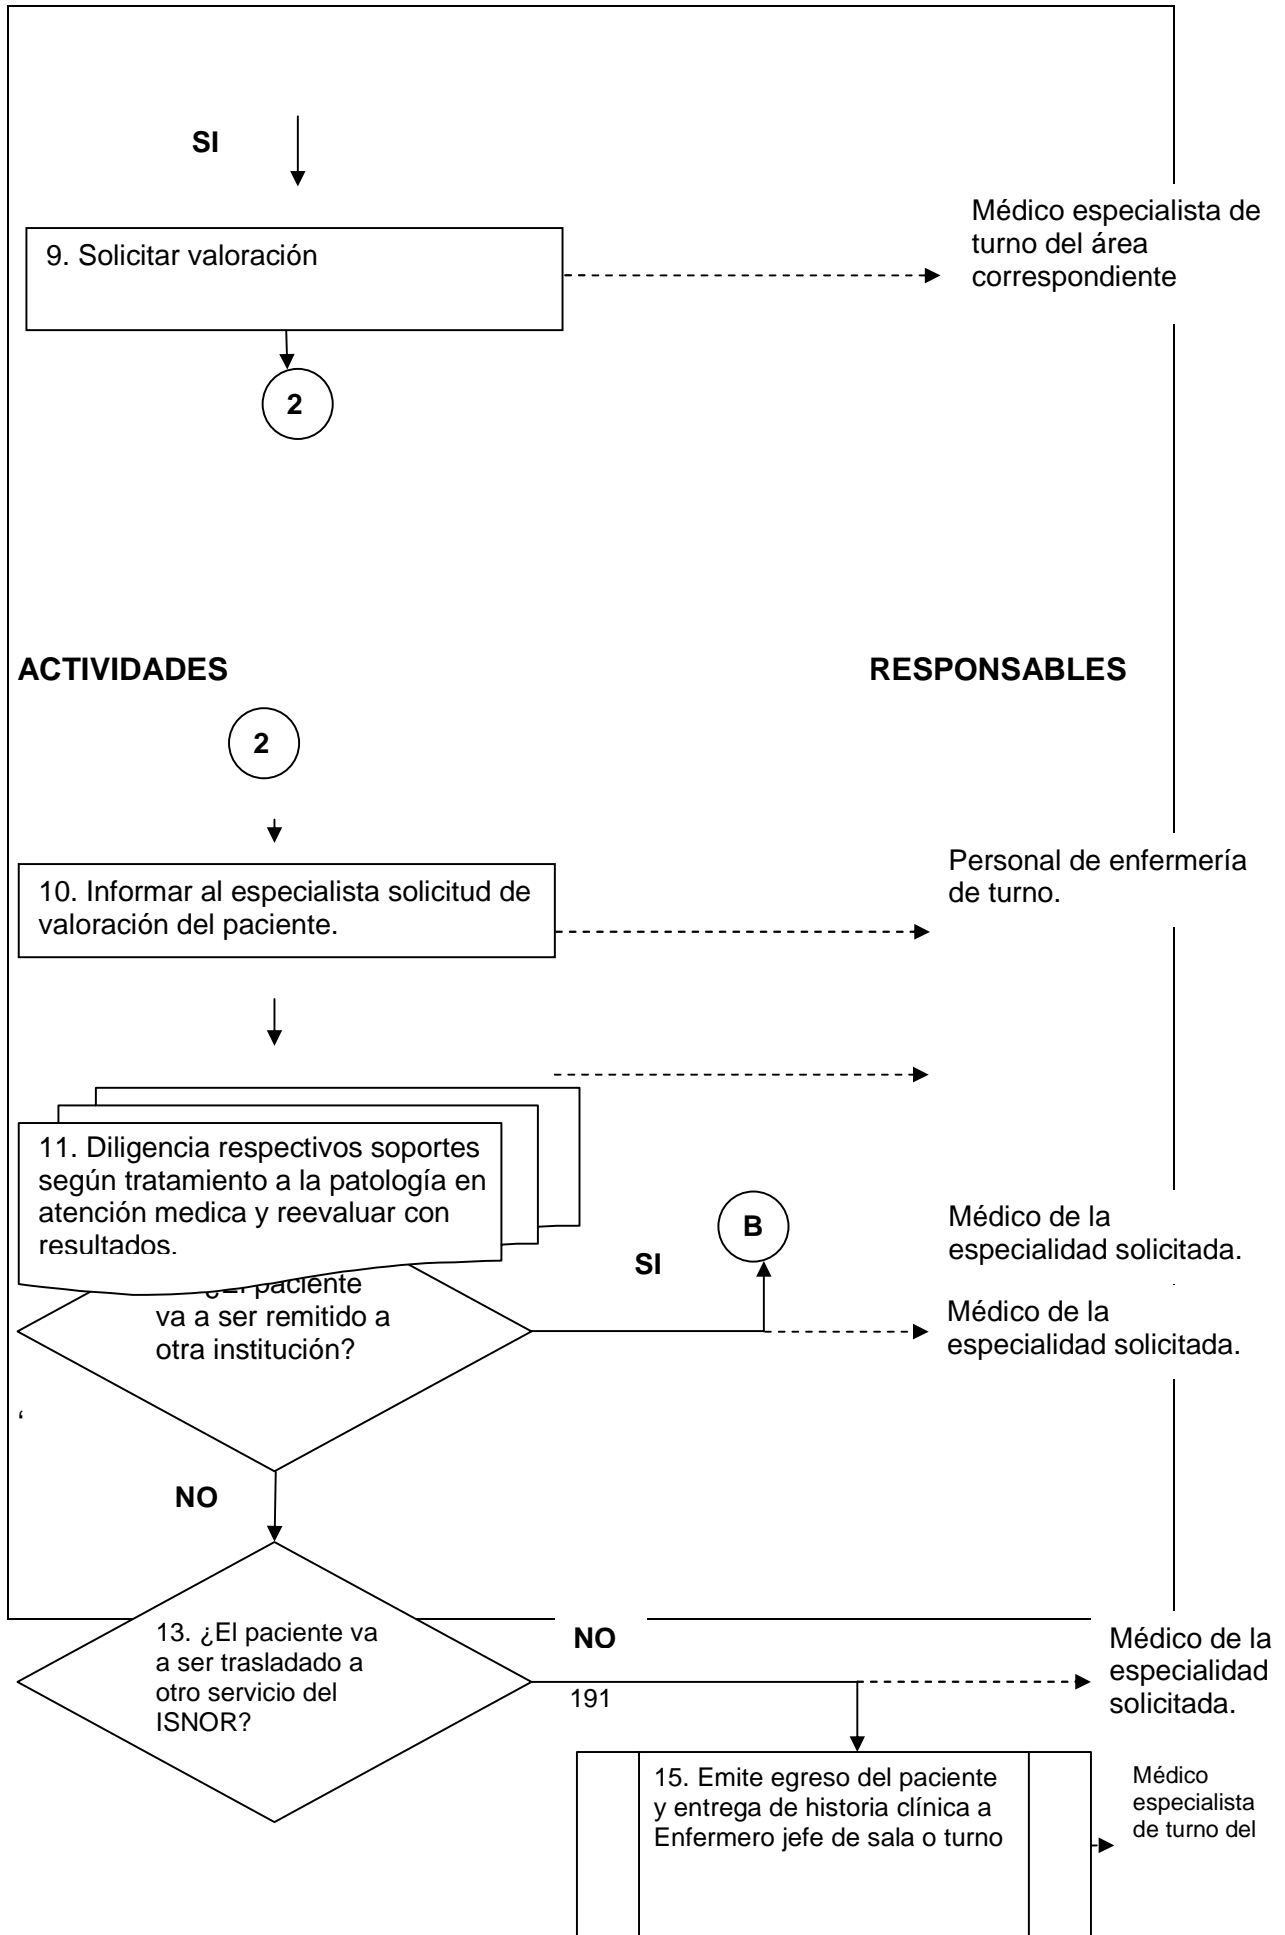 SI
9. Solicitar valoración
Médico especialista de
turno del área
correspondiente
2
ACTIVIDADES
RESPONSABLES
2
10. Informar al especialista solicitud de
valoración del paciente.
Personal de enfermería
de turno.
11. Diligencia respectivos soportes
según tratamiento a la patología en
atención medica y reevaluar con
resultados.
B
SI
Médico de la
especialidad solicitada.
¿El paciente
va a ser remitido a
otra institución?
Médico de la
especialidad solicitada.
‘
NO
13. ¿El paciente va
a ser trasladado a
otro servicio del
ISNOR?
NO
191
Médico de la
especialidad
solicitada.
15. Emite egreso del paciente
y entrega de historia clínica a
Enfermero jefe de sala o turno
Médico
especialista
de turno del